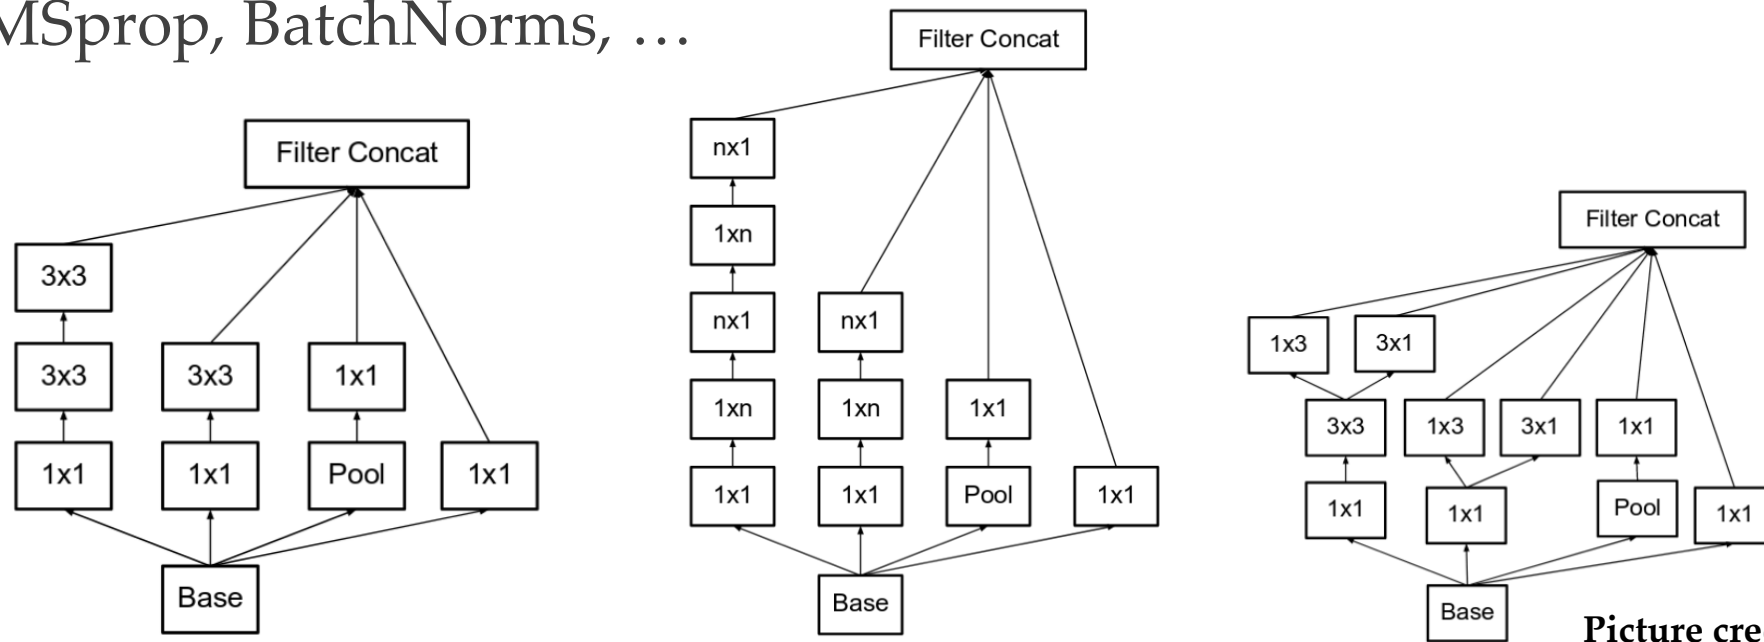 MSprop, BatchNorms, …
Filter Concat
3x3
3x3
3x3
1x1
1x1
1x1
Pool
1x1
Base
Filter Concat
nx1
1xn
nx1
nx1
1xn
1xn
1x1
1x1
1x1
Pool
1x1
Base
Filter Concat
1x3
3x1
3x3
1x3
3x1
1x1
1x1
1x1
Pool
1x1
Base
Picture cre